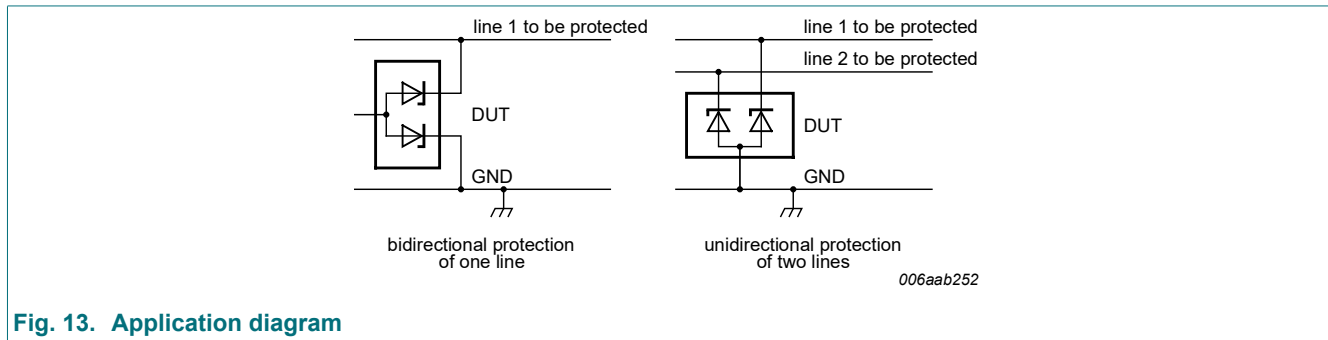 line 1 to be protected
DUT
GND
bidirectional protection
of one line
line 1 to be protected
line 2 to be protected
DUT
GND
unidirectional protection
of two lines
006aab252
Fig. 13. Application diagram